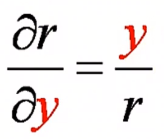 ∂r/∂y = y/r